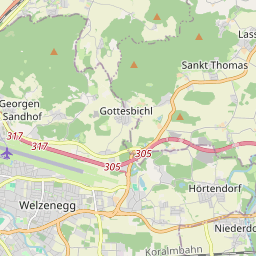 Lass
Sankt Thomas
Georgen
Sandhof
Gottesbichl
317
317
305
305
Hörtendorf
Welzenegg
Niederdo
Koralmbahn